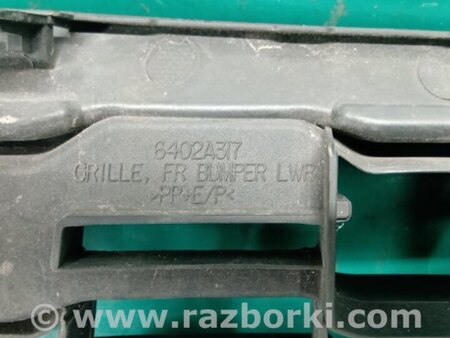 6402A317
GRILLE, FR BUMPER LWR
>PP+E/P<
www.razborki.com